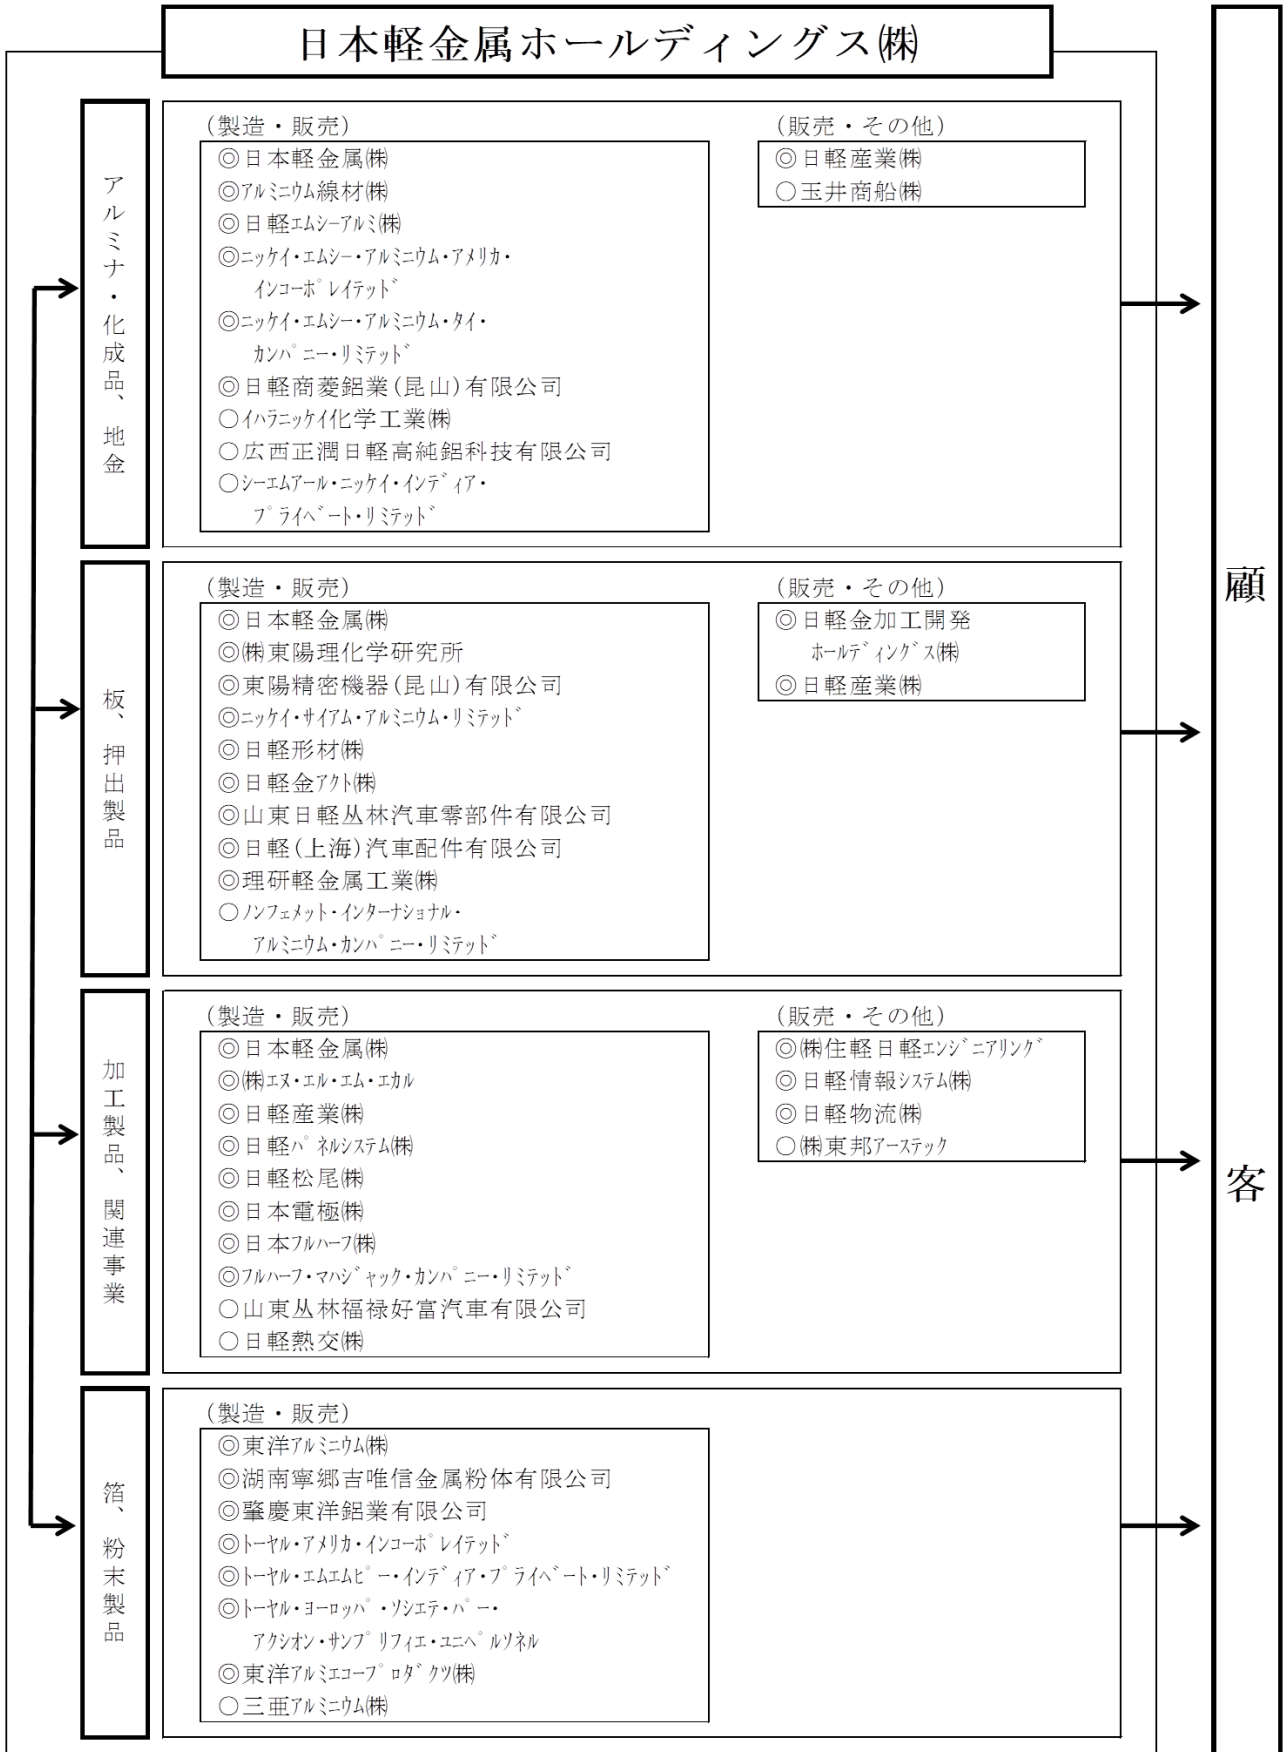 日本軽金属ホールディングス㈱
アルミナ・化成品、地金
(製造・販売)
◎日本軽金属㈱
◎アルミニウム線材㈱
◎日軽エムシーアルミ㈱
◎ニッケイ・エムシー・アルミニウム・アメリカ・
インコーポレイテッド
◎ニッケイ・エムシー・アルミニウム・タイ・
カンパニー・リミテッド
◎日軽商菱鋁業(昆山)有限公司
○イハラニッケイ化学工業㈱
○広西正潤日軽高純鋁科技有限公司
○シーエムアール・ニッケイ・インディア・
プライベート・リミテッド
(販売・その他)
◎日軽産業㈱
○玉井商船㈱
板、押出製品
(製造・販売)
◎日本軽金属㈱
◎㈱東陽理化学研究所
◎東陽精密機器(昆山)有限公司
◎ニッケイ・サイアム・アルミニウム・リミテッド
◎日軽形材㈱
◎日軽金アクト㈱
◎山東日軽丛林汽車零部件有限公司
◎日軽(上海)汽車配件有限公司
◎理研軽金属工業㈱
○ノンフェメット・インターナショナル・
アルミニウム・カンパニー・リミテッド
(販売・その他)
◎日軽金加工開発
ホールディングス㈱
◎日軽産業㈱
加工製品、関連事業
(製造・販売)
◎日本軽金属㈱
◎㈱エヌ・エル・エム・エカル
◎日軽産業㈱
◎日軽パネルシステム㈱
◎日軽松尾㈱
◎日本電極㈱
◎日本フルハーフ㈱
◎フルハーフ・マハジャック・カンパニー・リミテッド
○山東丛林福禄好富汽車有限公司
○日軽熱交㈱
(販売・その他)
◎㈱住軽日軽エンジニアリング
◎日軽情報システム㈱
◎日軽物流㈱
○㈱東邦アーステック
箔、粉末製品
(製造・販売)
◎東洋アルミニウム㈱
◎湖南寧郷吉唯信金属粉体有限公司
◎肇慶東洋鋁業有限公司
◎トーヤル・アメリカ・インコーポレイテッド
◎トーヤル・エムエムピー・インディア・プライベート・リミテッド
◎トーヤル・ヨーロッパ・ソシエテ・パー・
アクシオン・サンプリフィエ・ユニペルソネル
◎東洋アルミエコープロダクツ㈱
○三亜アルミニウム㈱
顧客